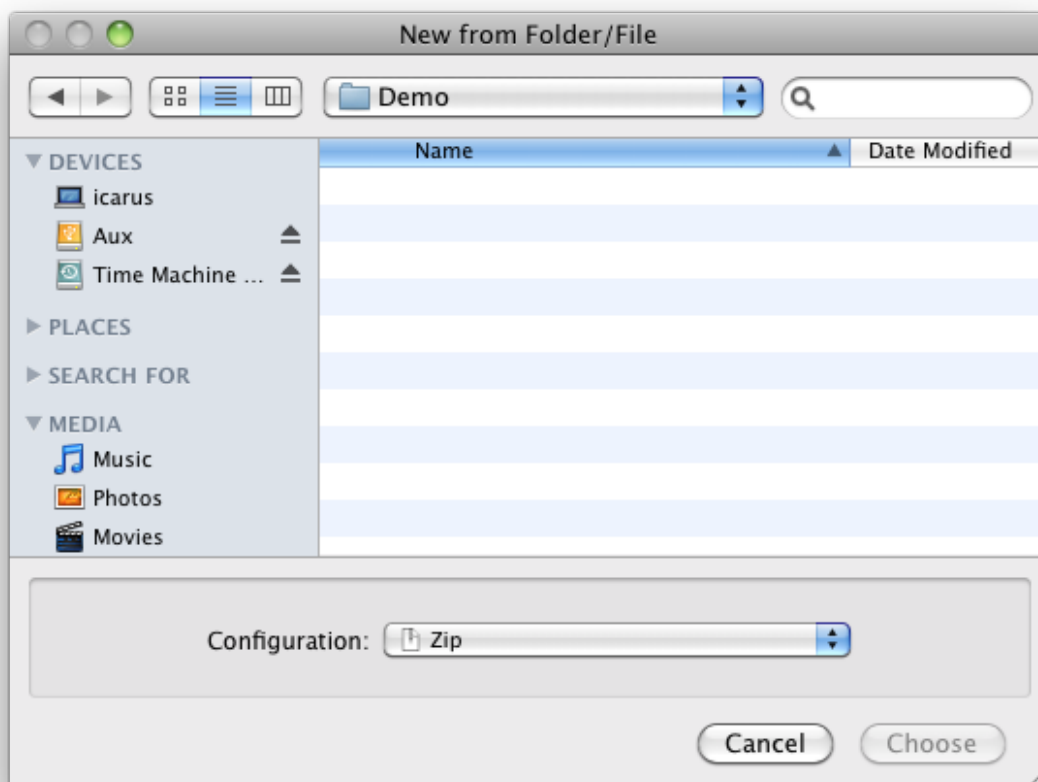 New from Folder/File
Demo
Name Date Modified
DEVICES
icarus
Aux
Time Machine ...
PLACES
SEARCH FOR
MEDIA
Music
Photos
Movies
Configuration: Zip
Cancel Choose